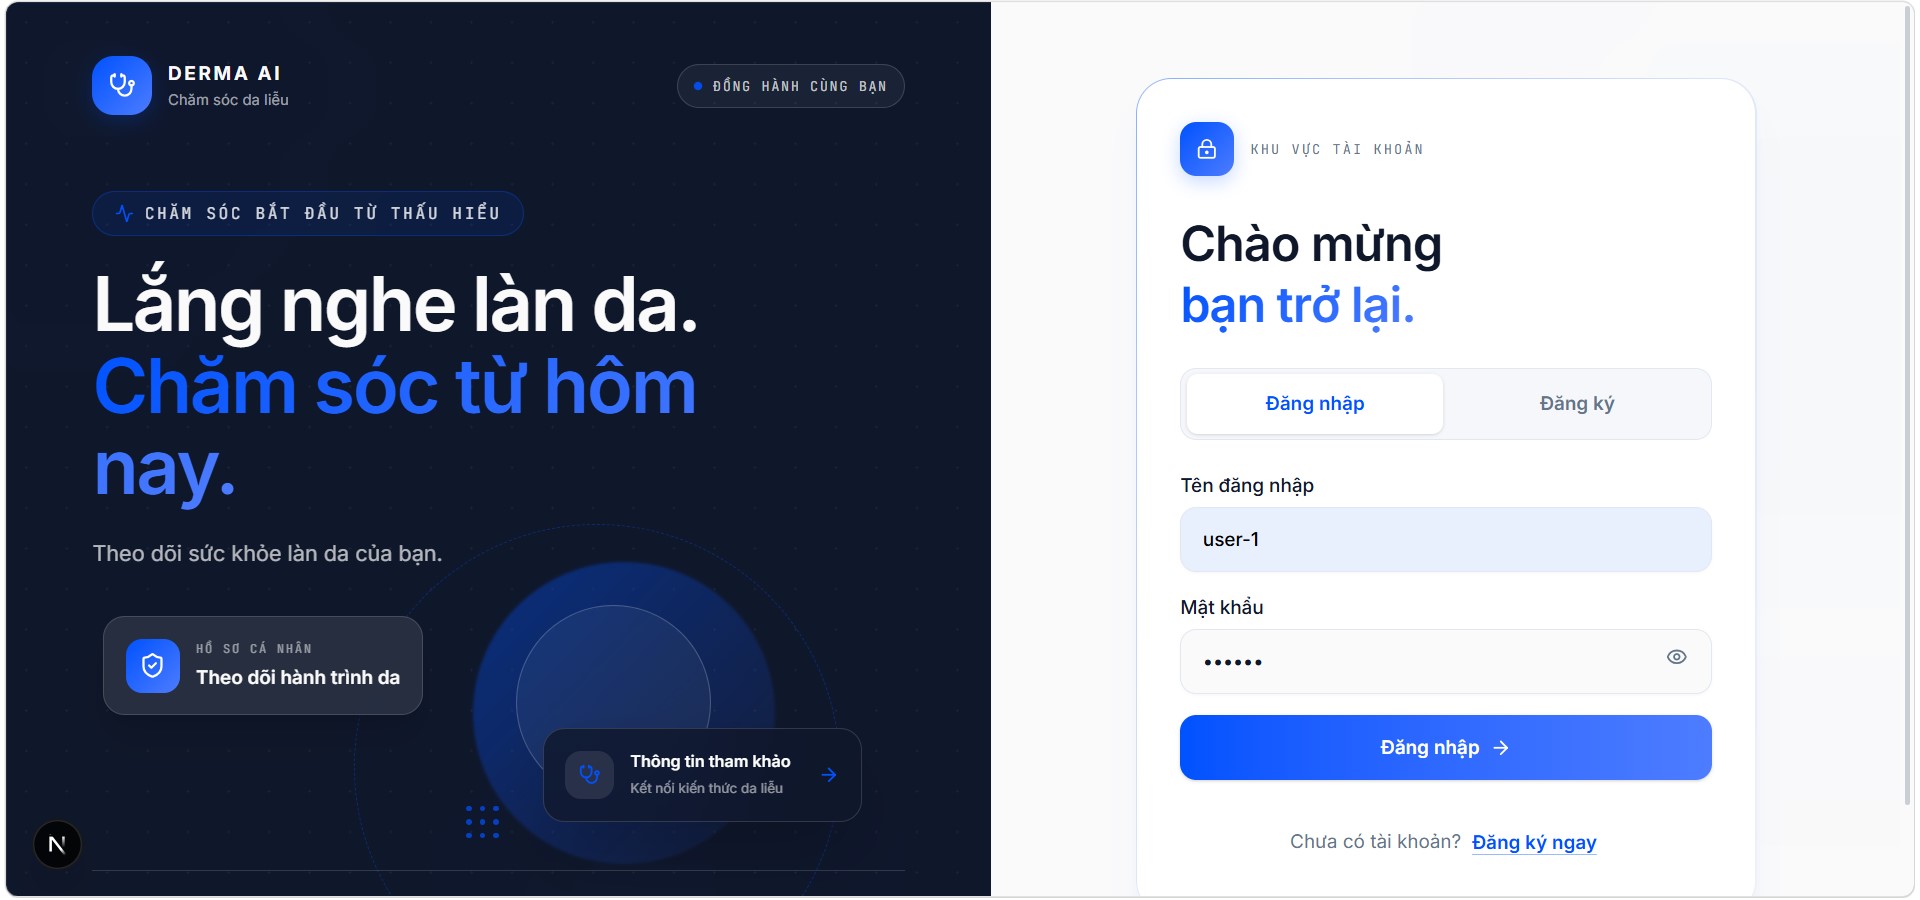 DERMA AI
Chăm sóc da liễu
ĐỒNG HÀNH CÙNG BẠN
CHĂM SÓC BẮT ĐẦU TỪ THẤU HIỂU
Lắng nghe làn da.
Chăm sóc từ hôm
nay.
Theo dõi sức khỏe làn da của bạn.
HỒ SƠ CÁ NHÂN
Theo dõi hành trình da
Thông tin tham khảo
Kết nối kiến thức da liễu
N
KHU VỰC TÀI KHOẢN
Chào mừng
bạn trở lại.
Đăng nhập
Đăng ký
Tên đăng nhập
user-1
Mật khẩu
••••••
Đăng nhập →
Chưa có tài khoản? Đăng ký ngay